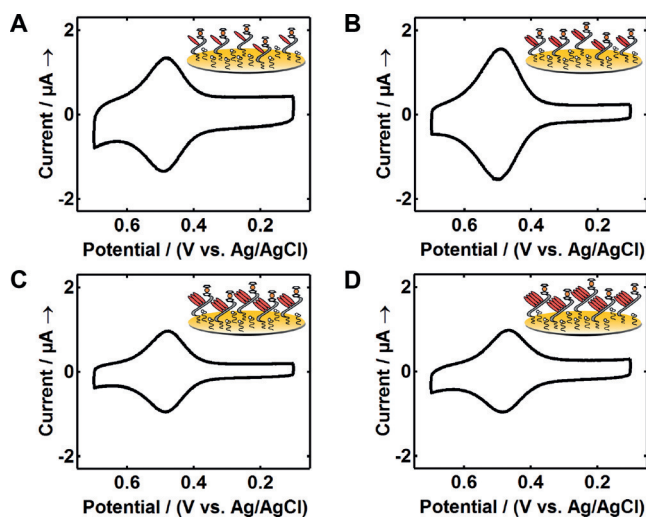 A
2
0
-2
Current / µA →
0.6 0.4 0.2
Potential / (V vs. Ag/AgCl)
B
2
0
-2
Current / µA →
0.6 0.4 0.2
Potential / (V vs. Ag/AgCl)
C
2
0
-2
Current / µA →
0.6 0.4 0.2
Potential / (V vs. Ag/AgCl)
D
2
0
-2
Current / µA →
0.6 0.4 0.2
Potential / (V vs. Ag/AgCl)